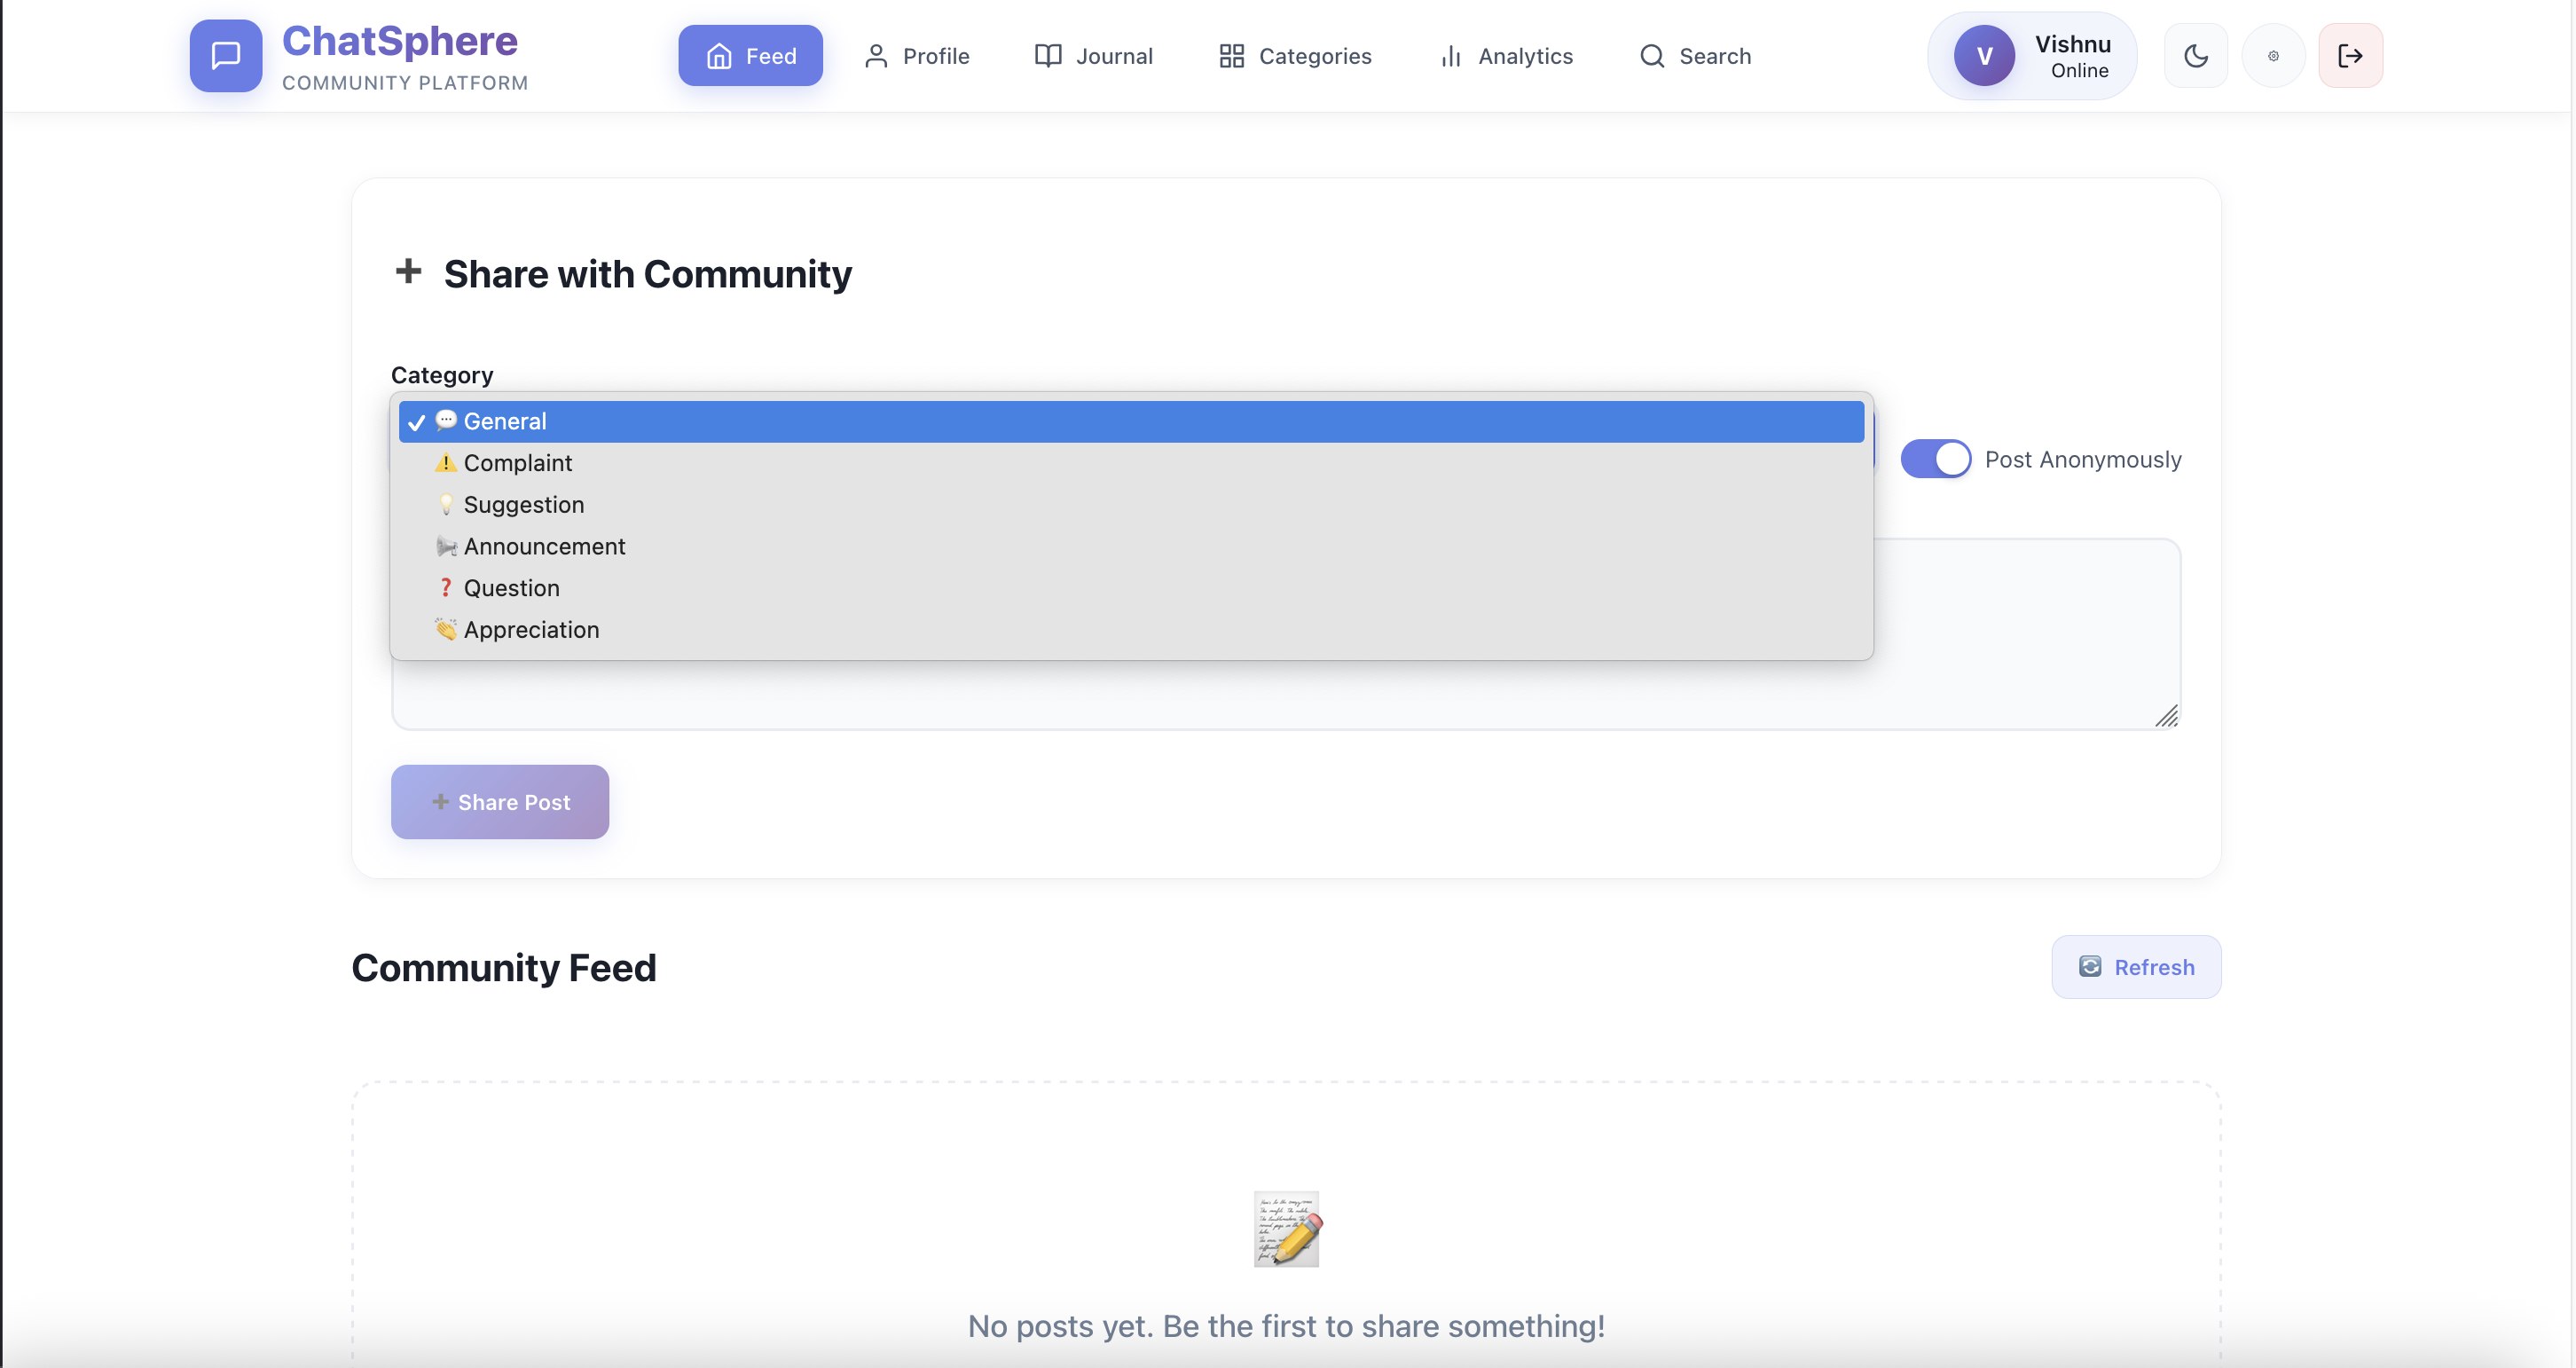 ChatSphere
COMMUNITY PLATFORM
Feed
Profile
Journal
Categories
Analytics
Search
V
Vishnu
Online
Share with Community
Category
General
Complaint
Suggestion
Announcement
Question
Appreciation
Post Anonymously
Share Post
Community Feed
Refresh
No posts yet. Be the first to share something!